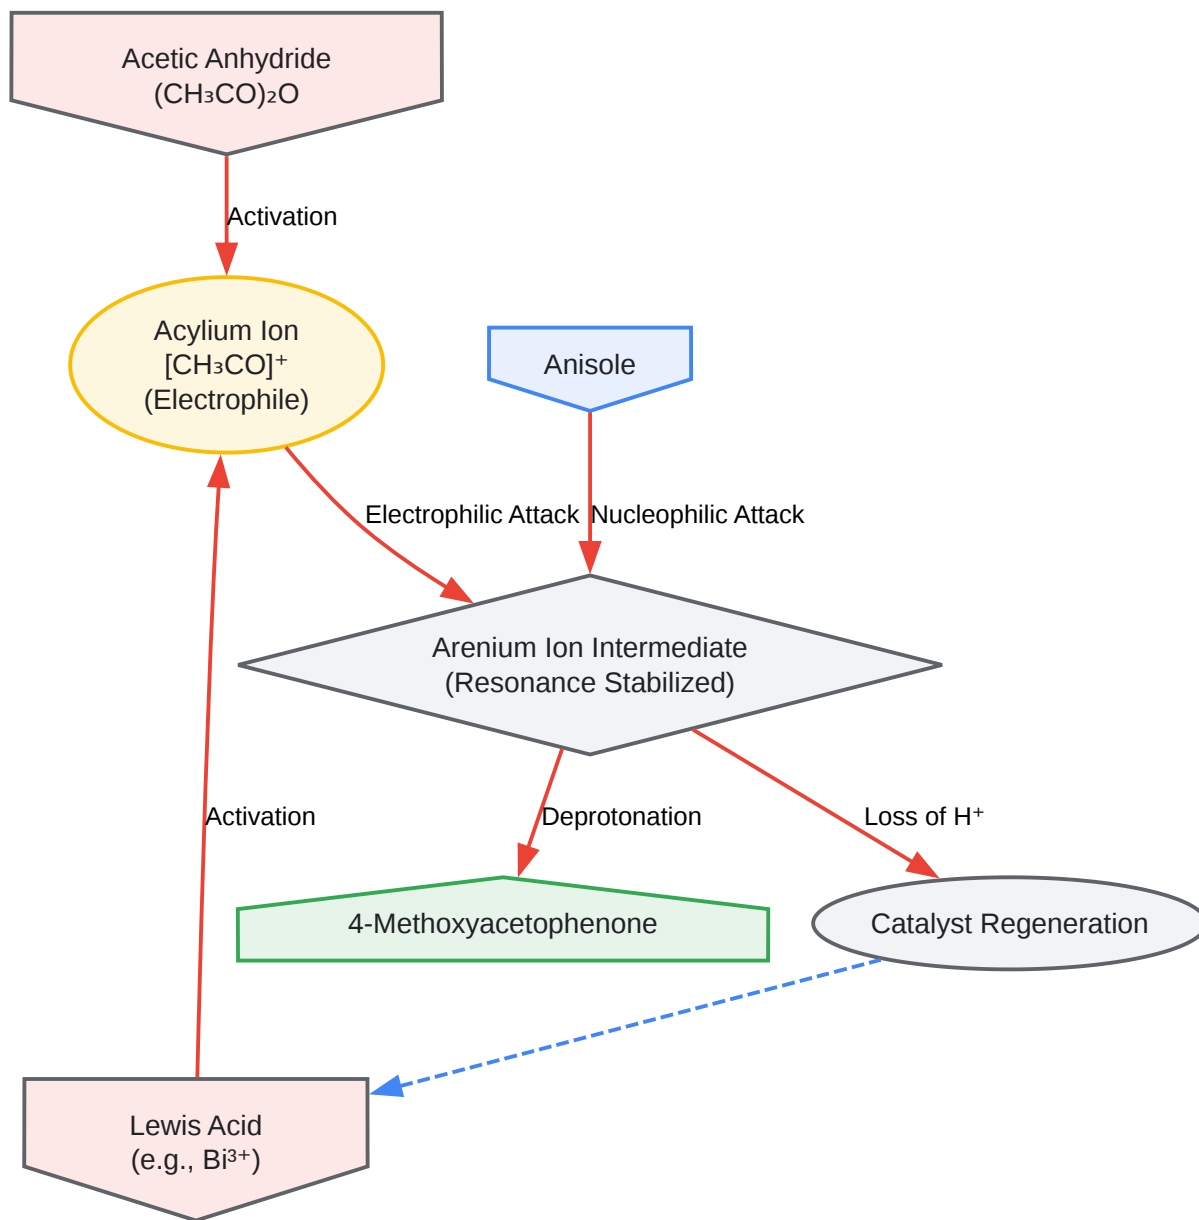 Acetic Anhydride
(CH₃CO)₂O
Activation
Acylium Ion
[CH₃CO]⁺
(Electrophile)
Anisole
Electrophilic Attack
Nucleophilic Attack
Arenium Ion Intermediate
(Resonance Stabilized)
Activation
Deprotonation
Loss of H⁺
4-Methoxyacetophenone
Catalyst Regeneration
Lewis Acid
(e.g., Bi³⁺)